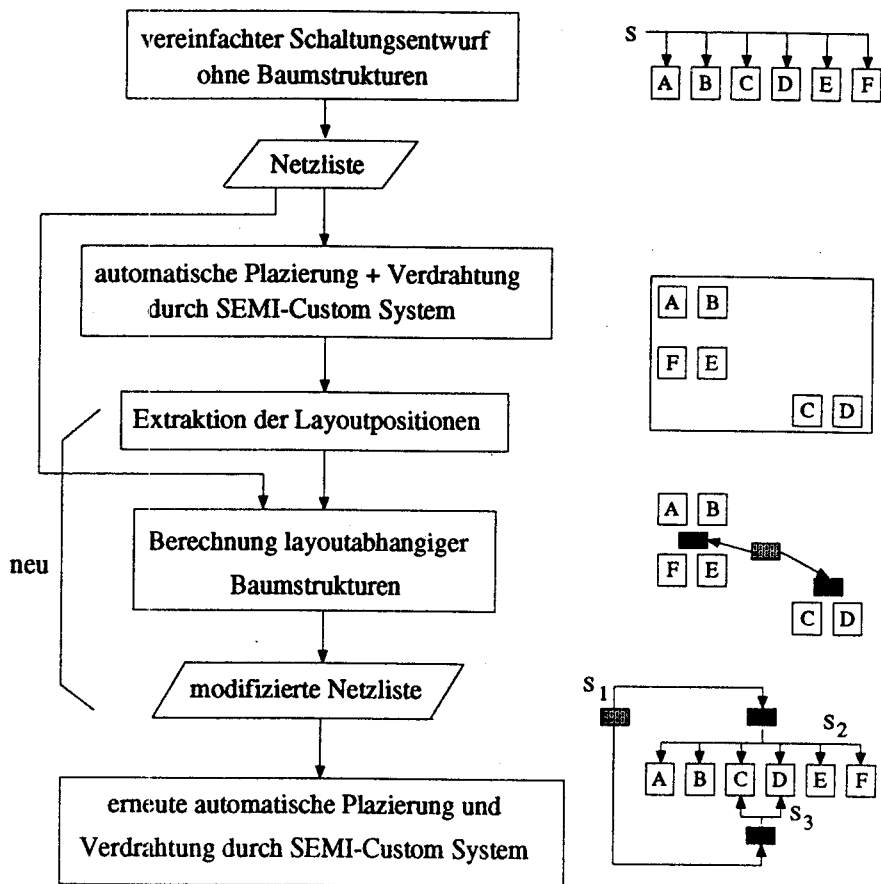 vereinfachter Schaltungsentwurf
ohne Baumstrukturen
Netzliste
automatische Plazierung + Verdrahtung
durch SEMI-Custom System
Extraktion der Layoutpositionen
neu
Berechnung layoutabhangiger
Baumstrukturen
modifizierte Netzliste
erneute automatische Plazierung und
Verdrahtung durch SEMI-Custom System
S
A B C D E F
A B
F E
C D
A B
F E
C D
S1
S2
A B C D E F
S3